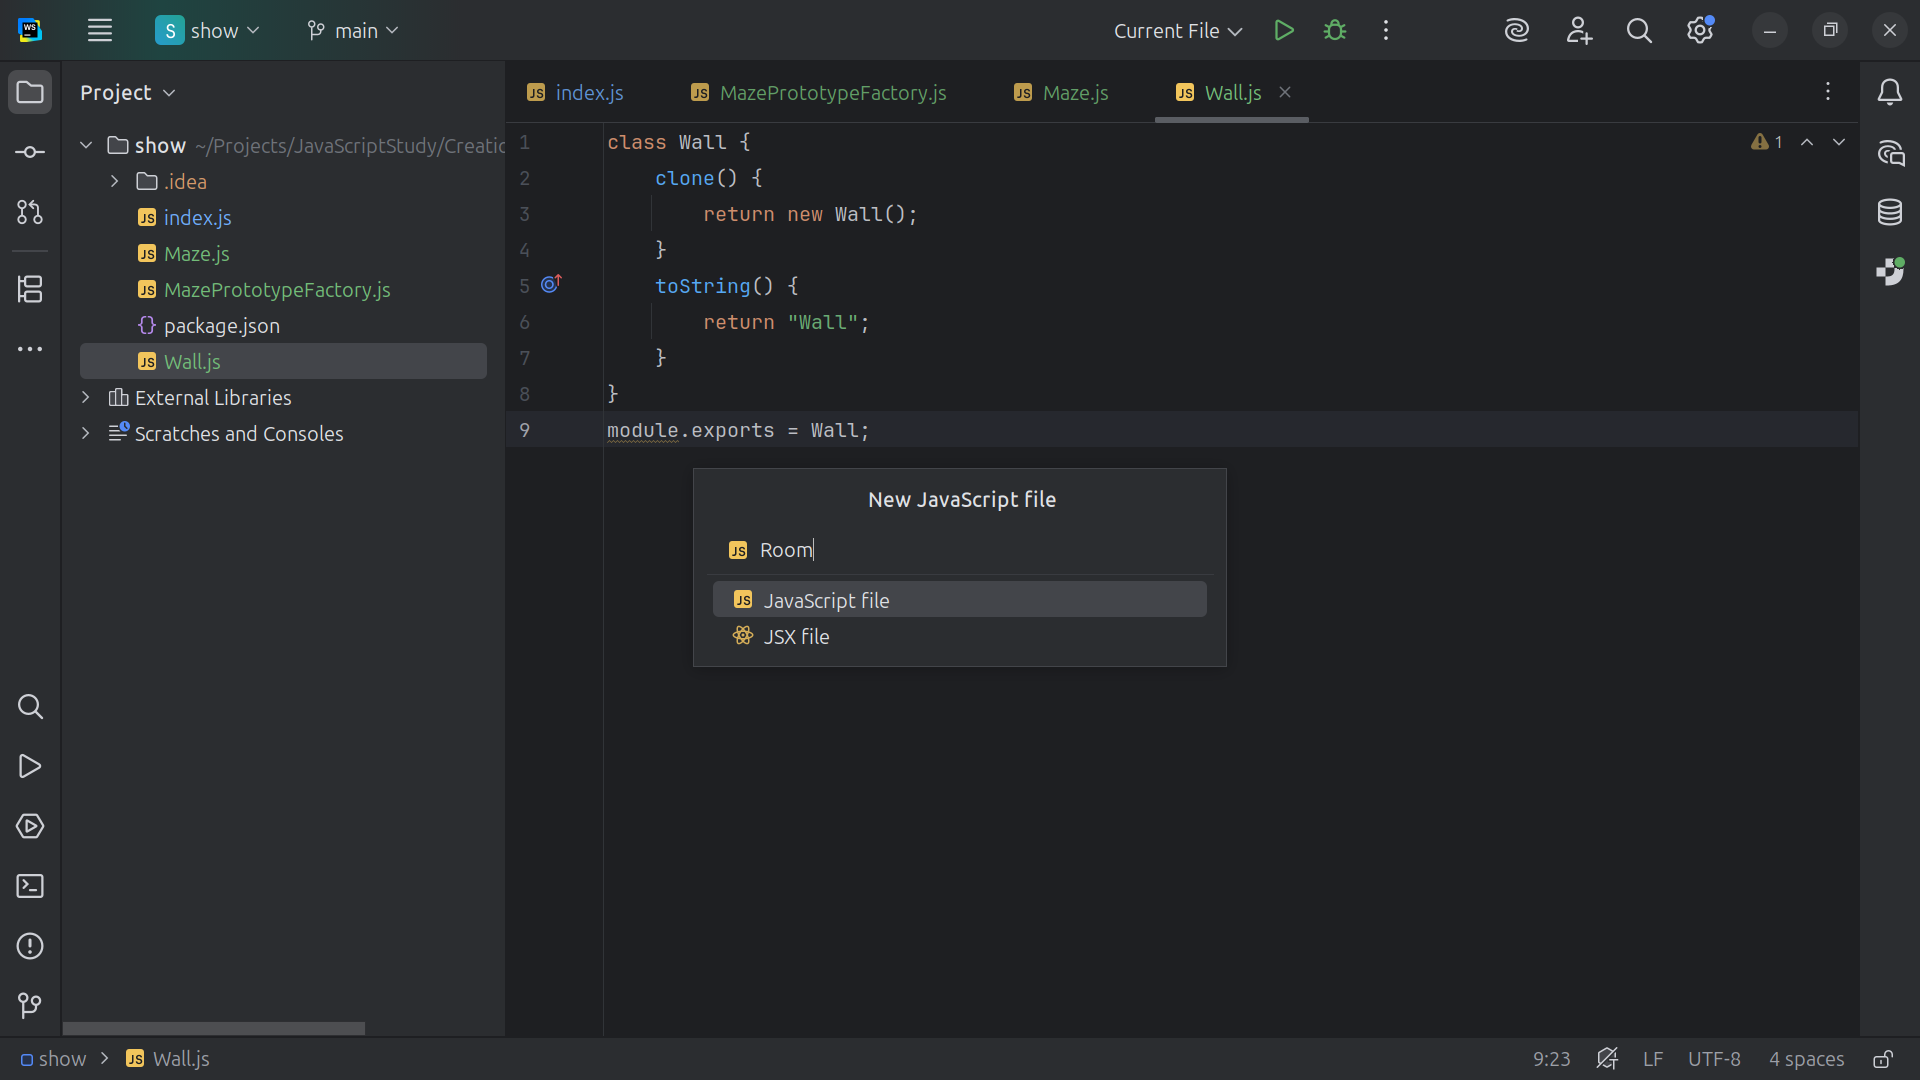 S show
main
Current File
Project
show ~/Projects/JavaScriptStudy/Creatio
.idea
index.js
Maze.js
MazePrototypeFactory.js
package.json
Wall.js
External Libraries
Scratches and Consoles
index.js
MazePrototypeFactory.js
Maze.js
Wall.js
1 class Wall {
2 clone() {
3 return new Wall();
4 }
5 toString() {
6 return "Wall";
7 }
8 }
9 module.exports = Wall;
1
New JavaScript file
Room
JavaScript file
JSX file
show
Wall.js
9:23
LF
UTF-8
4 spaces